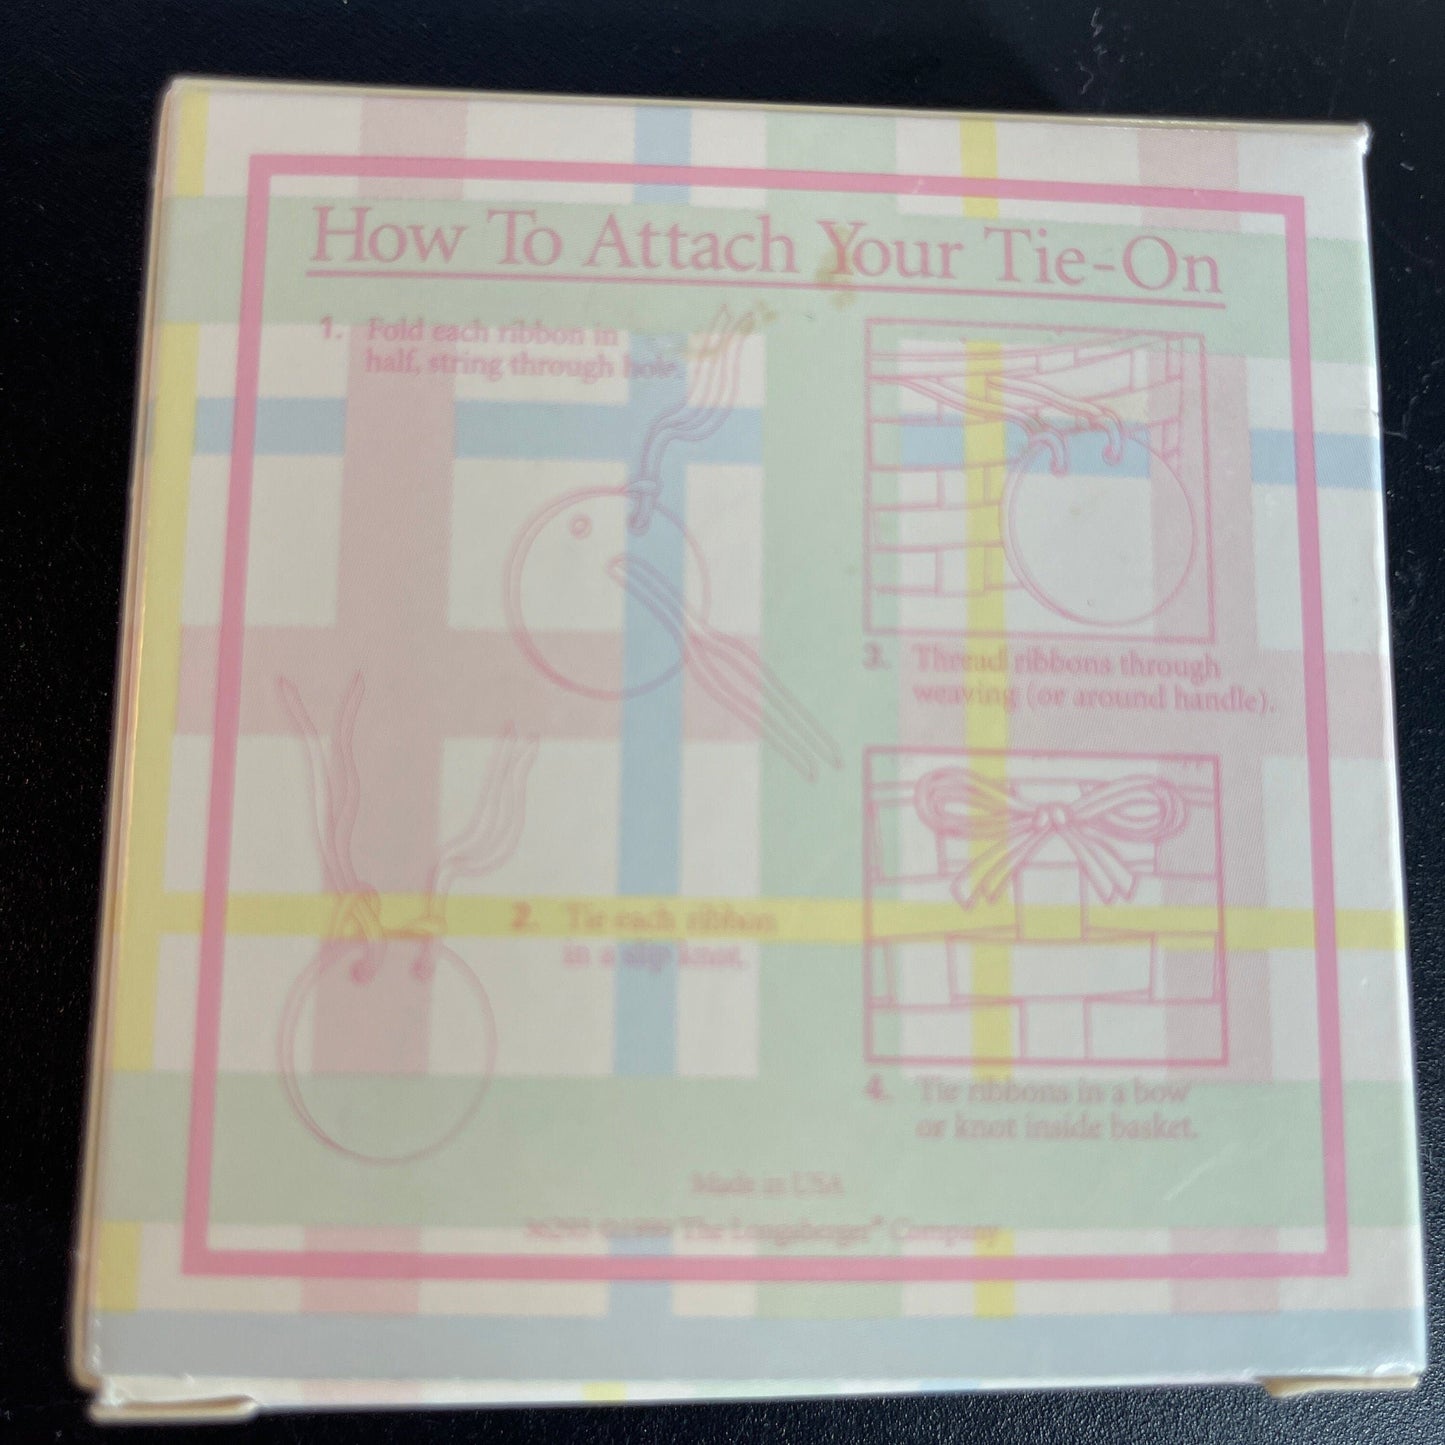 How To Attach Your Tie-On
1. Fold each ribbon in
half, string through hole.
2. Tie each ribbon
in a slip knot.
3. Thread ribbons through
weaving (or around handle).
4. Tie ribbons in a bow
or knot inside basket.
Made in USA
The Longaberger® Company